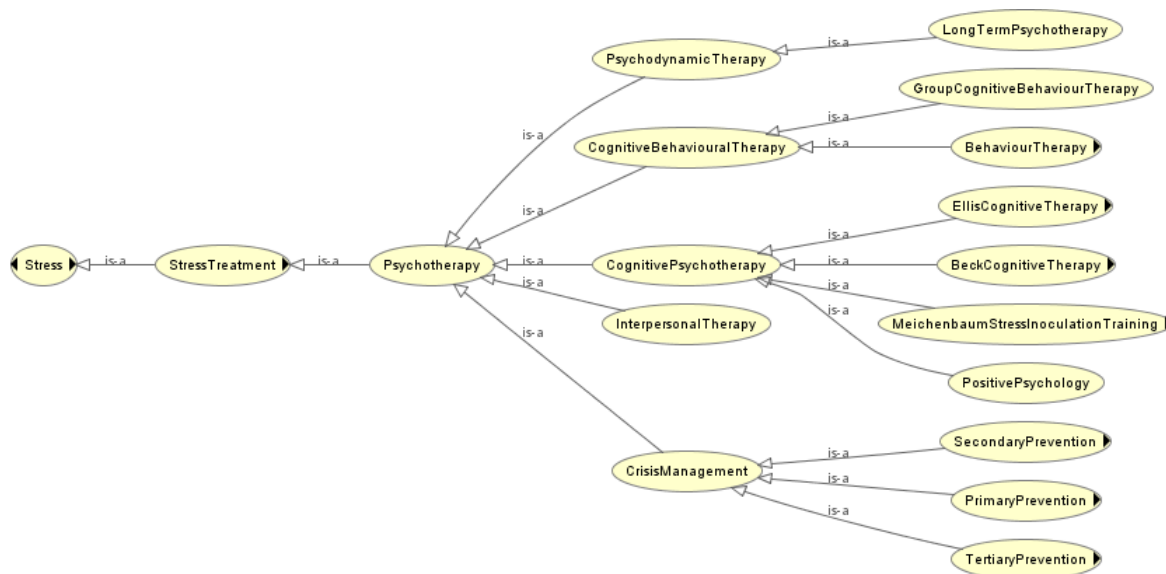 LongTermPsychotherapy
is-a
PsychodynamicTherapy
GroupCognitiveBehaviourTherapy
is-a
is-a
CognitiveBehaviouralTherapy
is-a
BehaviourTherapy
EllisCognitiveTherapy
is-a
is-a
Stress
is-a
StressTreatment
is-a
Psychotherapy
CognitivePsychotherapy
is-a
BeckCognitiveTherapy
is-a
is-a
InterpersonalTherapy
is-a
MeichenbaumStressInoculationTraining
is-a
PositivePsychology
SecondaryPrevention
is-a
CrisisManagement
is-a
PrimaryPrevention
is-a
TertiaryPrevention